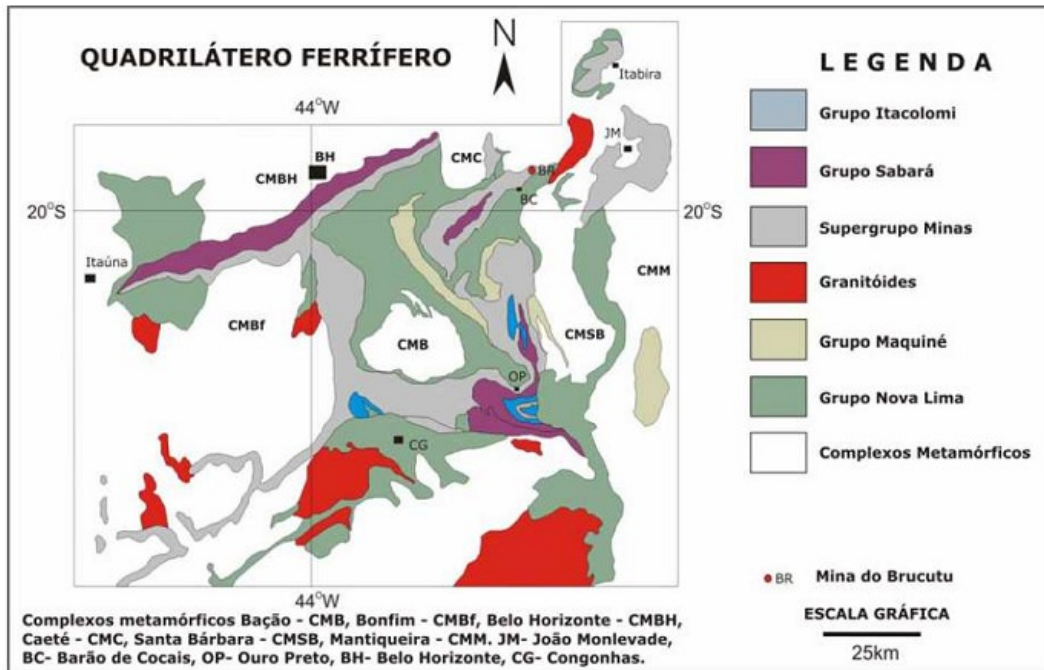 QUADRILÁTERO FERRÍFERO
N
44°W
LEGENDA
Grupo Itacolomi
Grupo Sabará
Supergrupo Minas
Granitóides
Grupo Maquiné
Grupo Nova Lima
Complexos Metamórficos
BR Mina do Brucutu
ESCALA GRÁFICA
25km
Itabira
JM
BH
CMC
BR
CMBH
BC
20°S
20°S
Itaúna
CMM
CMBf
CMB
CMSB
OP
CG
44°W
Complexos metamórficos Bação - CMB, Bonfim - CMBf, Belo Horizonte - CMBH,
Caeté - CMC, Santa Bárbara - CMSB, Mantiqueira - CMM. JM- João Monlevade,
BC- Barão de Cocais, OP- Ouro Preto, BH- Belo Horizonte, CG- Congonhas.